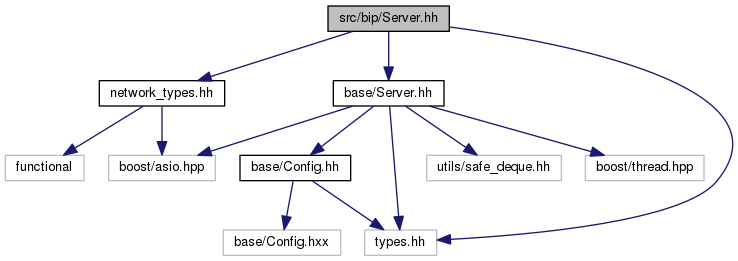 src/bip/Server.hh
network_types.hh
base/Server.hh
functional
boost/asio.hpp
base/Config.hh
utils/safe_deque.hh
boost/thread.hpp
base/Config.hxx
types.hh